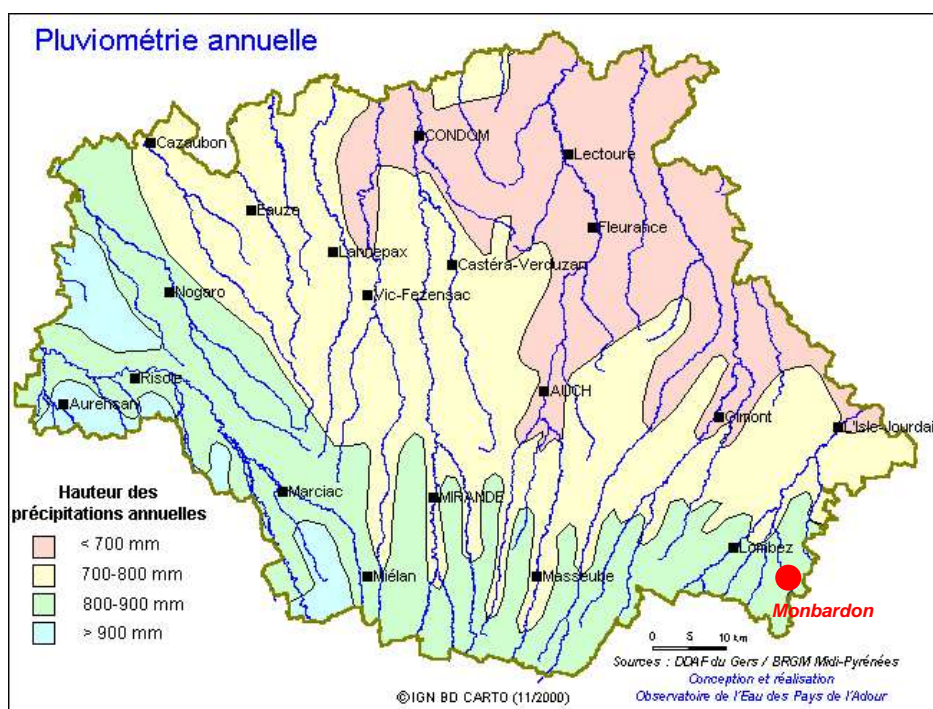 Pluviométrie annuelle
Cazaubon
CONDOM
Lectoure
Eauze
Fleurance
Lannepax
Castéra-Verduzan
Nogaro
Vic-Fezensac
Riscle
AUCH
Aurensan
Gimont
L'Isle-Jourdai
Hauteur des
précipitations annuelles
< 700 mm
700-800 mm
800-900 mm
> 900 mm
Marciac
MIRANDE
Lombez
Miélan
Masseube
Monbardon
0 5 10 km
Sources : DDAF du Gers / BRGM Midi-Pyrénées
Conception et réalisation
©IGN BD CARTO (11/2000)
Observatoire de l'Eau des Pays de l'Adour